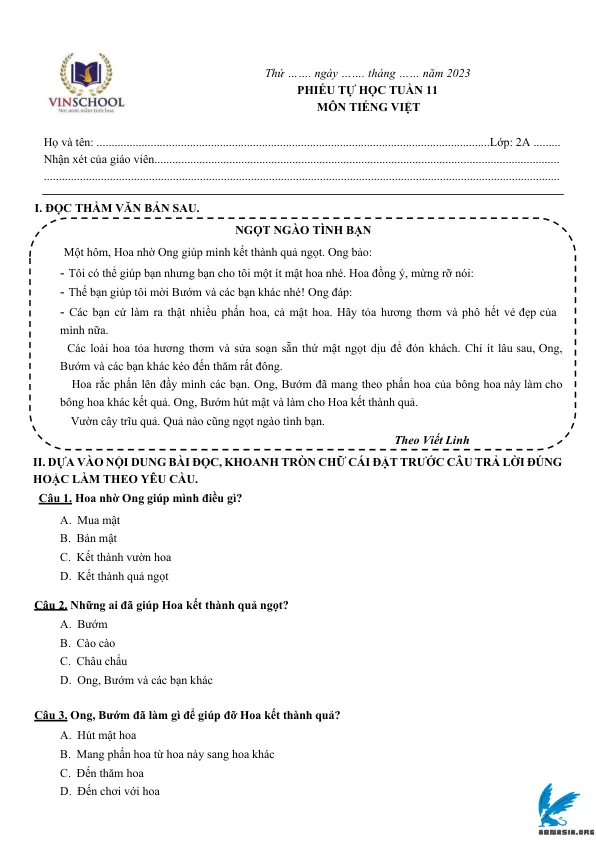 VINSCHOOL
Nơi ươm mầm tinh hoa
Thứ ……. ngày ……. tháng …… năm 2023
PHIẾU TỰ HỌC TUẦN 11
MÔN TIẾNG VIỆT
Họ và tên: ....................................................................................................................................Lớp: 2A .........
Nhận xét của giáo viên.......................................................................................................................................
............................................................................................................................................................................
I. ĐỌC THẦM VĂN BẢN SAU.
NGỌT NGÀO TÌNH BẠN
Một hôm, Hoa nhờ Ong giúp mình kết thành quả ngọt. Ong bảo:
- Tôi có thể giúp bạn nhưng bạn cho tôi một ít mật hoa nhé. Hoa đồng ý, mừng rỡ nói:
- Thế bạn giúp tôi mời Bướm và các bạn khác nhé! Ong đáp:
- Các bạn cứ làm ra thật nhiều phấn hoa, cả mật hoa. Hãy tỏa hương thơm và phô hết vẻ đẹp của
mình nữa.
Các loài hoa tỏa hương thơm và sửa soạn sẵn thứ mật ngọt dịu để đón khách. Chỉ ít lâu sau, Ong,
Bướm và các bạn khác kéo đến thăm rất đông.
Hoa rắc phấn lên đầy mình các bạn. Ong, Bướm đã mang theo phấn hoa của bông hoa này làm cho
bông hoa khác kết quả. Ong, Bướm hút mật và làm cho Hoa kết thành quả.
Vườn cây trĩu quả. Quả nào cũng ngọt ngào tình bạn.
Theo Viết Linh
II. DỰA VÀO NỘI DUNG BÀI ĐỌC, KHOANH TRÒN CHỮ CÁI ĐẶT TRƯỚC CÂU TRẢ LỜI ĐÚNG
HOẶC LÀM THEO YÊU CẦU.
Câu 1. Hoa nhờ Ong giúp mình điều gì?
A. Mua mật
B. Bán mật
C. Kết thành vườn hoa
D. Kết thành quả ngọt
Câu 2. Những ai đã giúp Hoa kết thành quả ngọt?
A. Bướm
B. Cào cào
C. Châu chấu
D. Ong, Bướm và các bạn khác
Câu 3. Ong, Bướm đã làm gì để giúp đỡ Hoa kết thành quả?
A. Hút mật hoa
B. Mang phấn hoa từ hoa này sang hoa khác
C. Đến thăm hoa
D. Đến chơi với hoa
ABNASIA.ORG